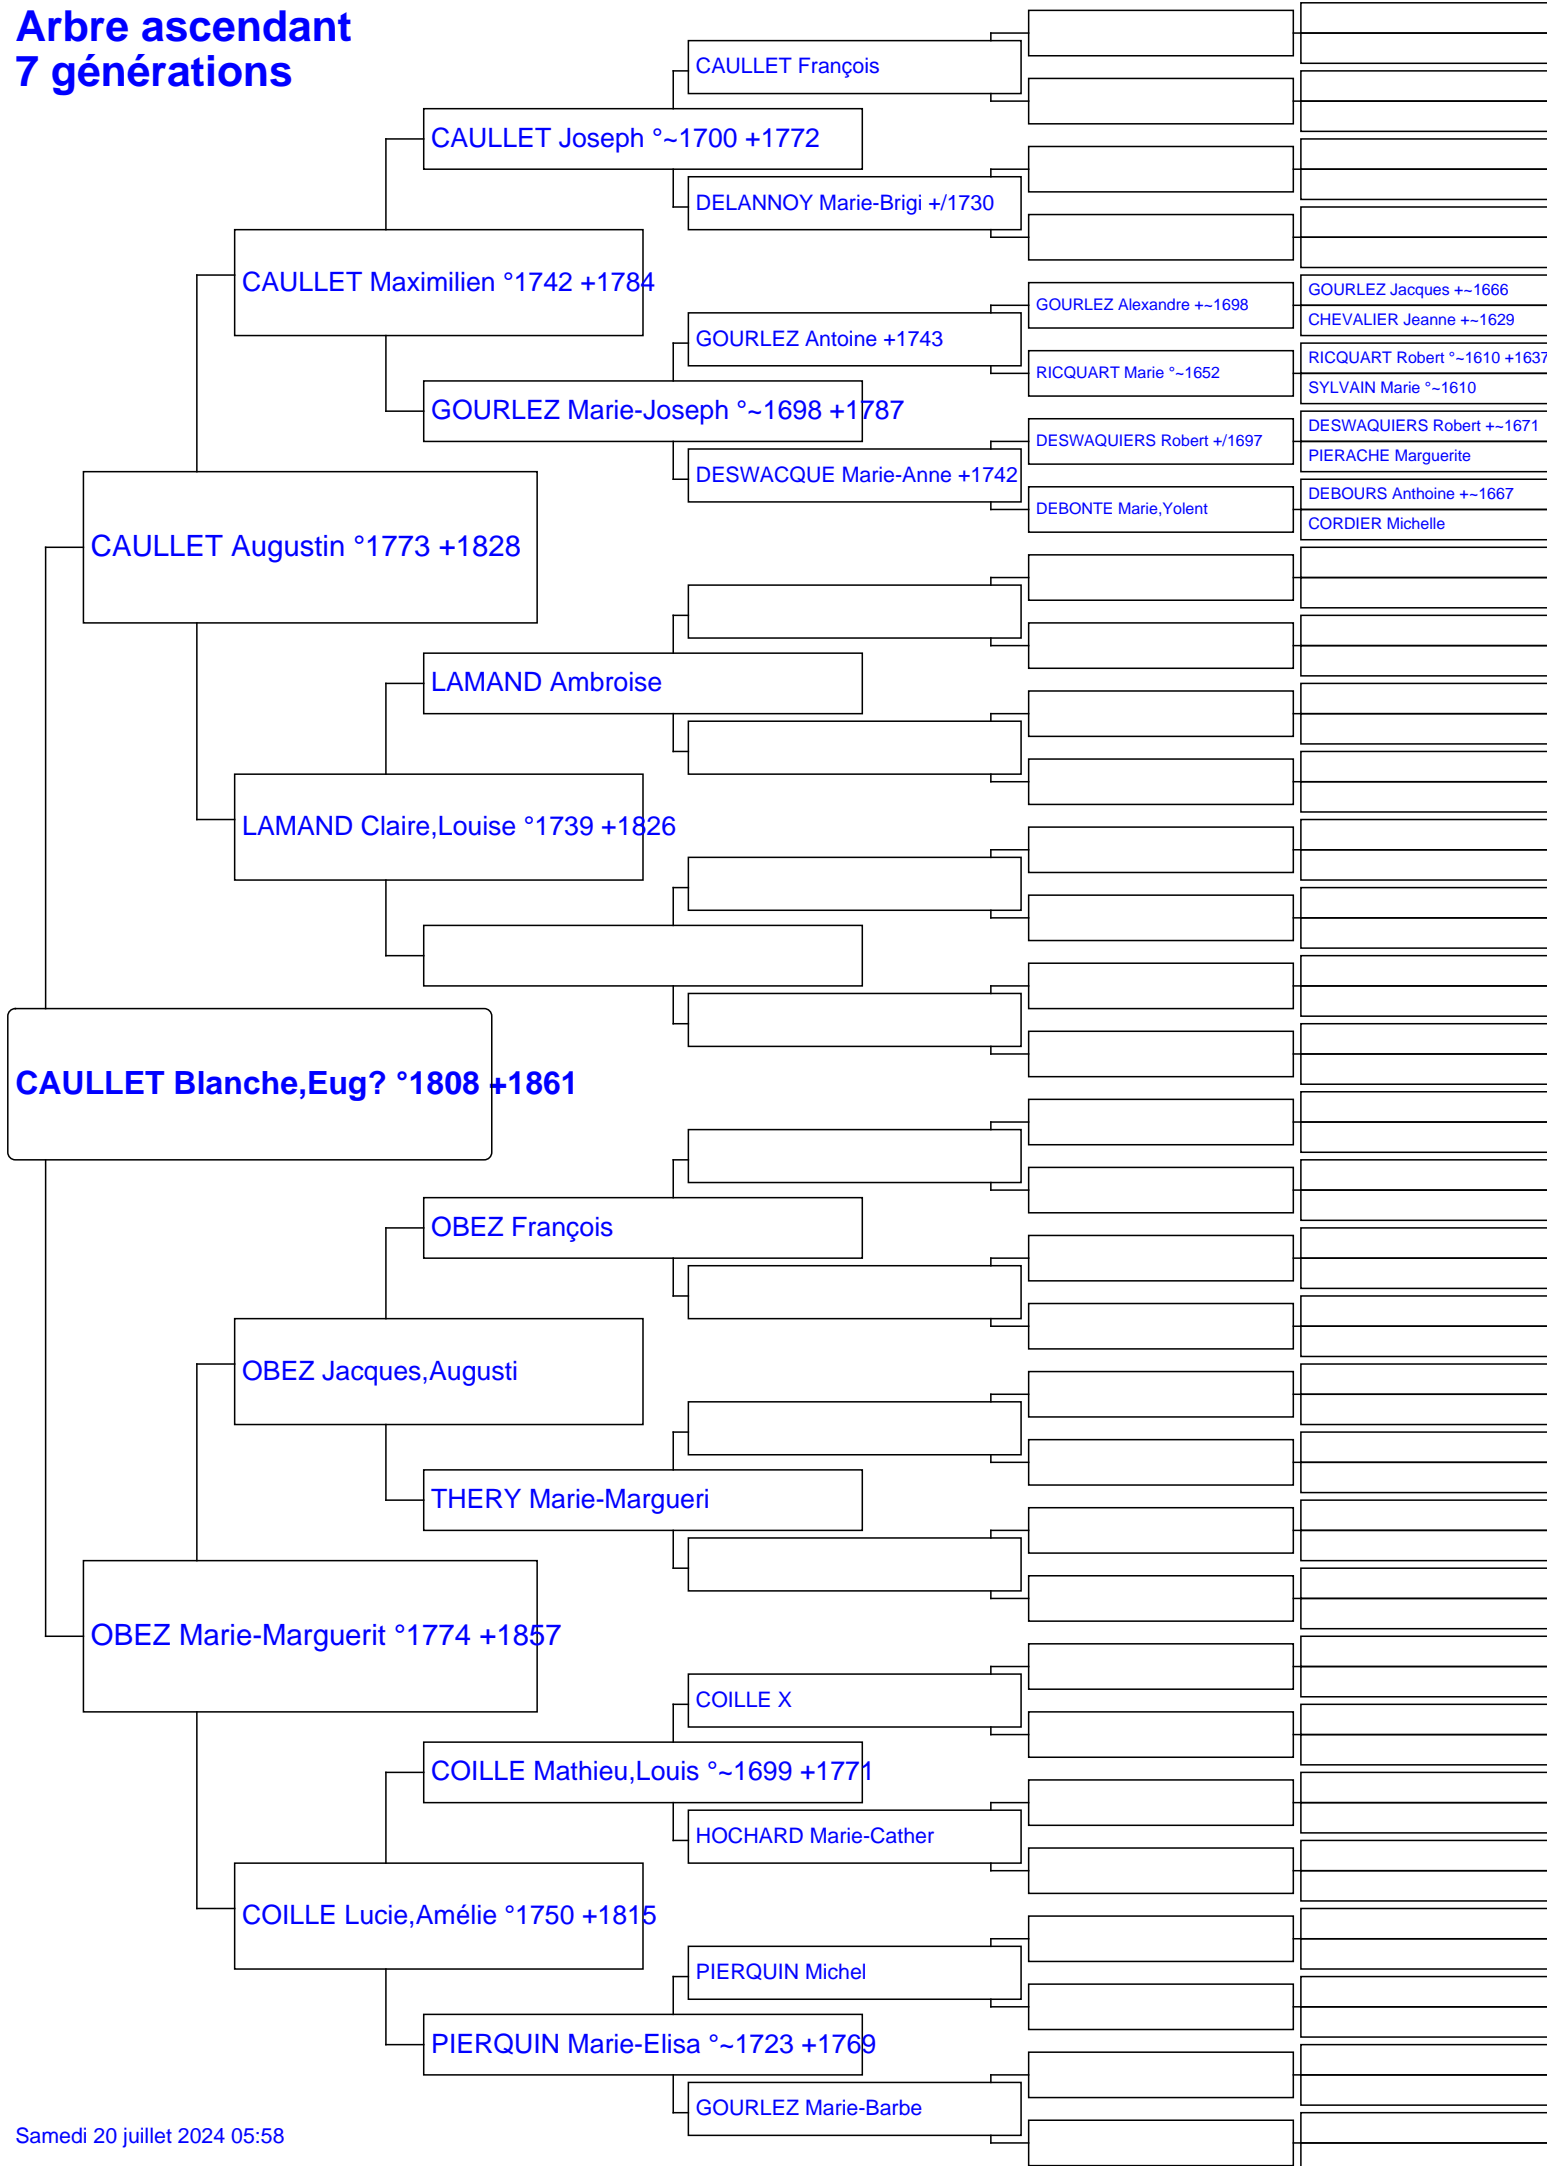 Arbre ascendant
7 générations
CAULLET François
CAULLET Joseph °~1700 +1772
DELANNOY Marie-Brigi +/1730
CAULLET Maximilien °1742 +1784
GOURLEZ Jacques +~1666
GOURLEZ Alexandre +~1698
CHEVALIER Jeanne +~1629
GOURLEZ Antoine +1743
RICQUART Robert °~1610 +1637
RICQUART Marie °~1652
SYLVAIN Marie °~1610
GOURLEZ Marie-Joseph °~1698 +1787
DESWAQUIERS Robert +~1671
DESWAQUIERS Robert +/1697
PIERACHE Marguerite
DESWACQUE Marie-Anne +1742
DEBOURS Anthoine +~1667
DEBONTE Marie,Yolent
CORDIER Michelle
CAULLET Augustin °1773 +1828
LAMAND Ambroise
LAMAND Claire,Louise °1739 +1826
CAULLET Blanche,Eug? °1808 +1861
OBEZ François
OBEZ Jacques,Augusti
THERY Marie-Margueri
OBEZ Marie-Marguerit °1774 +1857
COILLE X
COILLE Mathieu,Louis °~1699 +1771
HOCHARD Marie-Cather
COILLE Lucie,Amélie °1750 +1815
PIERQUIN Michel
PIERQUIN Marie-Elisa °~1723 +1769
GOURLEZ Marie-Barbe
Samedi 20 juillet 2024 05:58